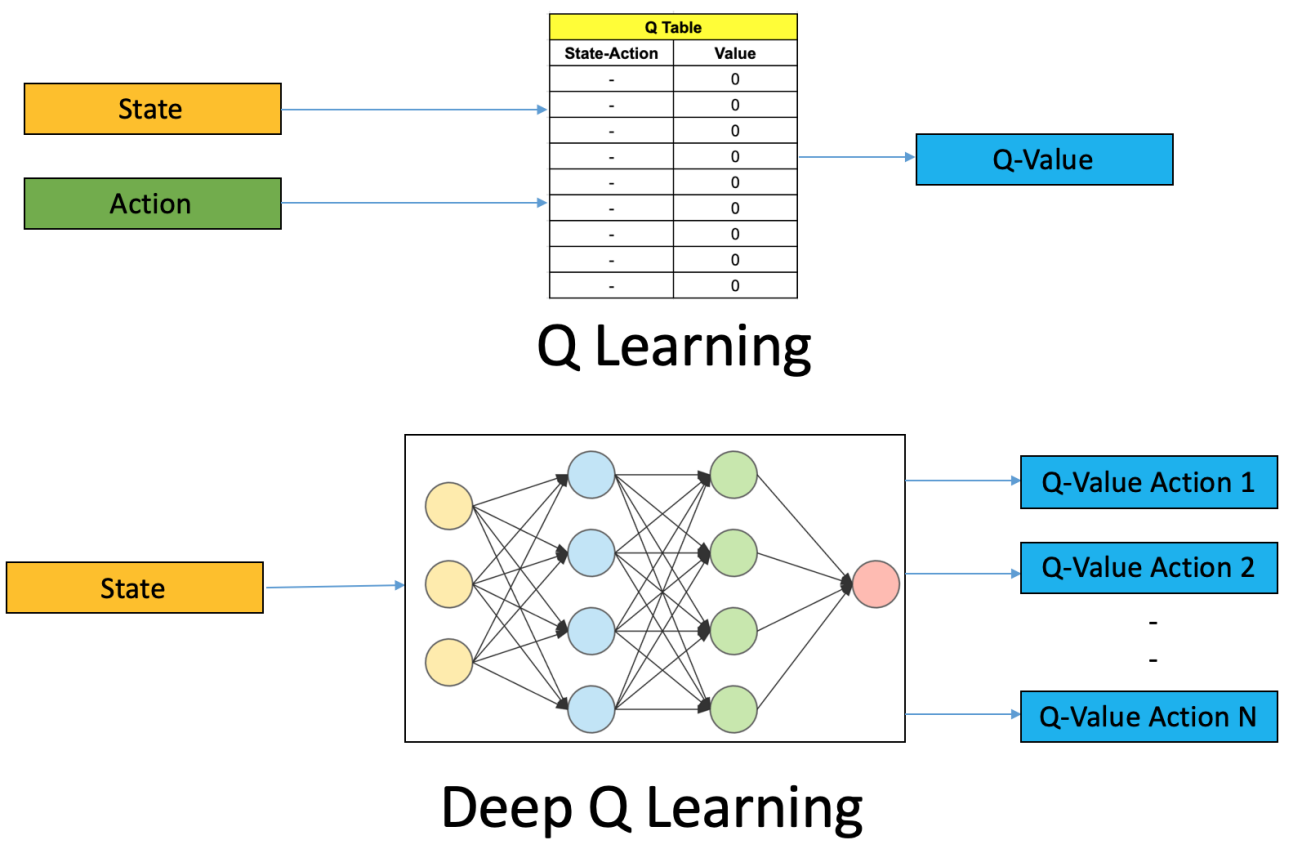 Q Table
State-Action Value
- 0
- 0
- 0
- 0
- 0
- 0
- 0
- 0
- 0
State
Action
Q-Value
Q Learning
State
Q-Value Action 1
Q-Value Action 2
-
-
Q-Value Action N
Deep Q Learning